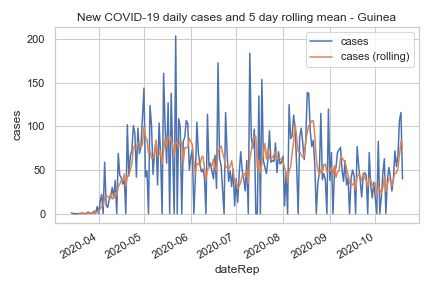 New COVID-19 daily cases and 5 day rolling mean - Guinea
cases
cases (rolling)
200
150
100
50
0
cases
2020-04
2020-05
2020-06
2020-07
2020-08
2020-09
2020-10
dateRep